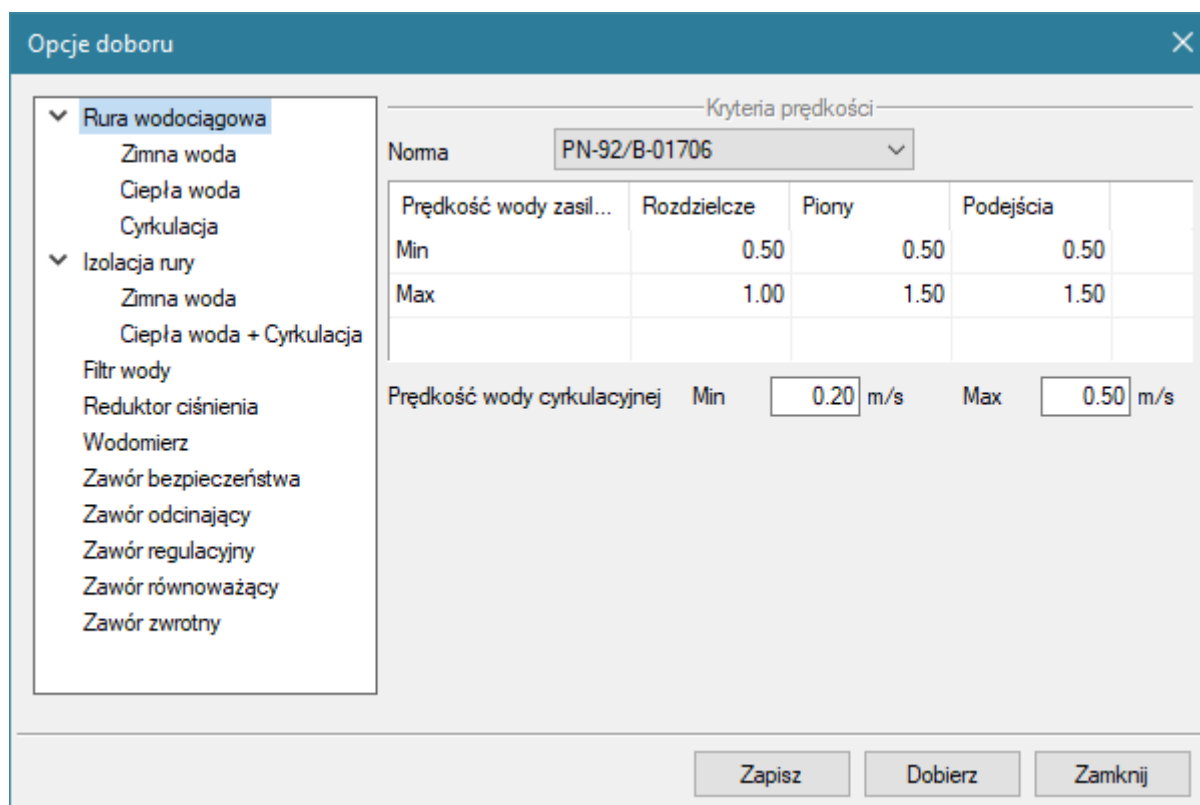 Opcje doboru
Rura wodociągowa
Zimna woda
Ciepła woda
Cyrkulacja
Izolacja rury
Zimna woda
Ciepła woda + Cyrkulacja
Filtr wody
Reduktor ciśnienia
Wodomierz
Zawór bezpieczeństwa
Zawór odcinający
Zawór regulacyjny
Zawór równoważący
Zawór zwrotny
Kryteria prędkości
Norma PN-92/B-01706
Prędkość wody zasil... Rozdzielcze Piony Podejścia
Min 0.50 0.50 0.50
Max 1.00 1.50 1.50
Prędkość wody cyrkulacyjnej Min 0.20 m/s Max 0.50 m/s
Zapisz Dobierz Zamknij